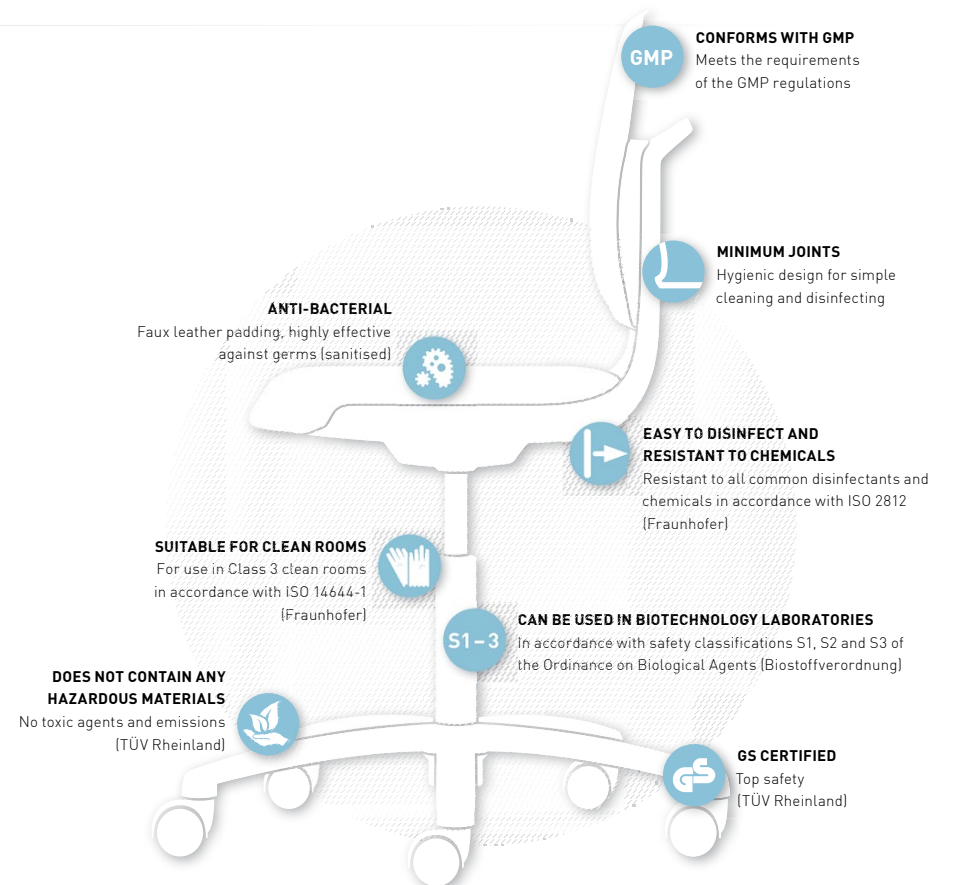 GMP
CONFORMS WITH GMP
Meets the requirements
of the GMP regulations
MINIMUM JOINTS
Hygienic design for simple
cleaning and disinfecting
ANTI-BACTERIAL
Faux leather padding, highly effective
against germs (sanitised)
EASY TO DISINFECT AND
RESISTANT TO CHEMICALS
Resistant to all common disinfectants and
chemicals in accordance with ISO 2812
(Fraunhofer)
SUITABLE FOR CLEAN ROOMS
For use in Class 3 clean rooms
in accordance with ISO 14644-1
(Fraunhofer)
S1–3
CAN BE USED IN BIOTECHNOLOGY LABORATORIES
In accordance with safety classifications S1, S2 and S3 of
the Ordinance on Biological Agents (Biostoffverordnung)
DOES NOT CONTAIN ANY
HAZARDOUS MATERIALS
No toxic agents and emissions
(TÜV Rheinland)
GS
GS CERTIFIED
Top safety
(TÜV Rheinland)